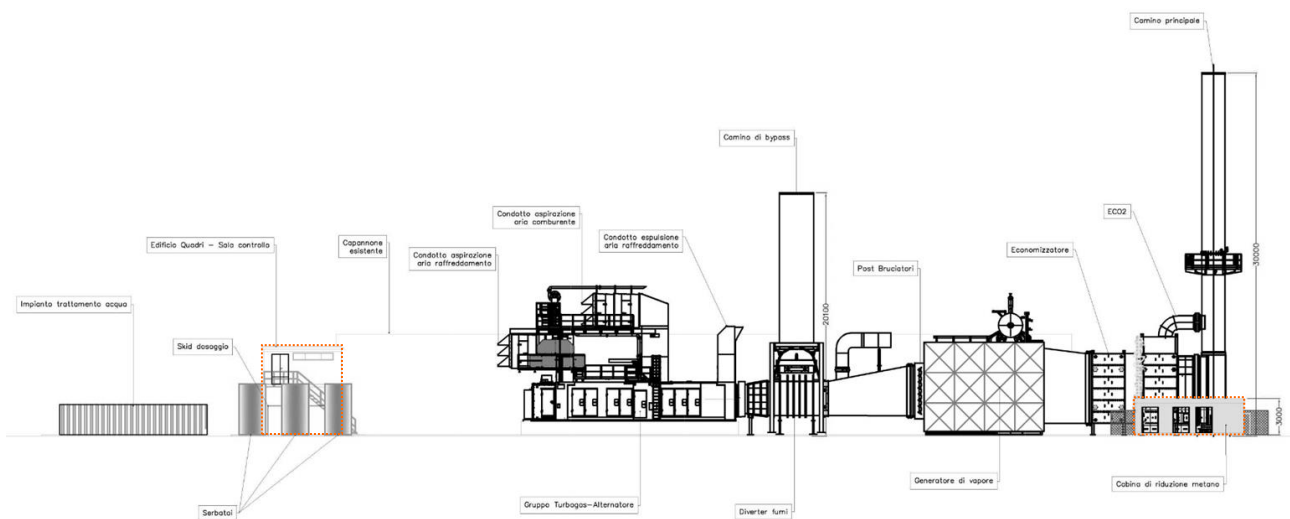 Camino principale
Camino di bypass
Condotto aspirazione
aria comburente
ECO2
Edificio Quadri - Sala controllo
Capannone
esistente
Condotto aspirazione
aria raffreddamento
Condotto espulsione
aria raffreddamento
Economizzatore
30000
Post Bruciatori
Impianto trattamento acqua
20100
Skid dosaggio
3000
Gruppo Turbogas-Alternatore
Generatore di vapore
Cabina di riduzione metano
Serbatoi
Diverter fumi